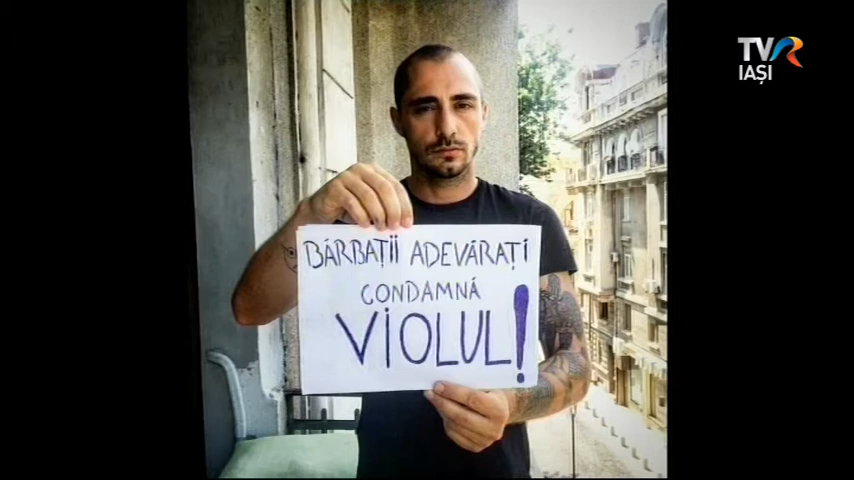 TVR
IAȘI
BĂRBAȚII ADEVĂRAȚI
CONDAMNĂ
VIOLUL!